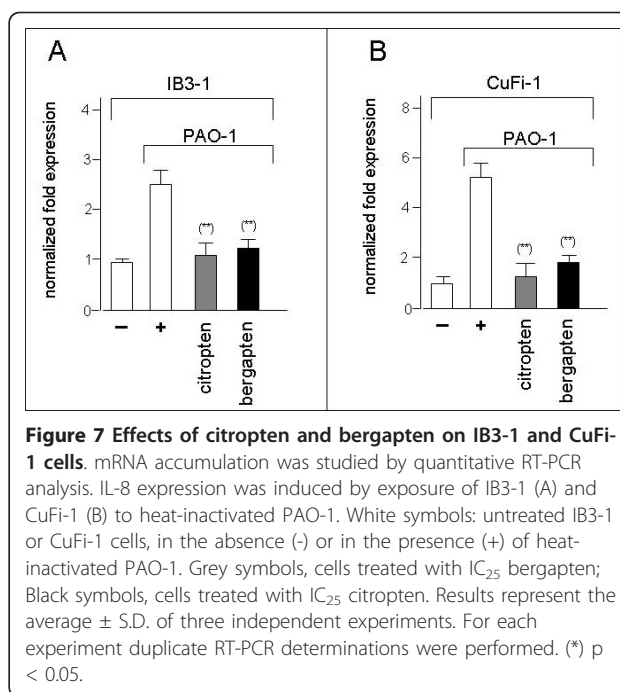 A
IB3-1
PAO-1
normalized fold expression
4
3
2
1
0
(**)
(**)
−
+
citropten
bergapten
B
CuFi-1
PAO-1
normalized fold expression
8
6
4
2
0
(**)
(**)
−
+
citropten
bergapten
Figure 7 Effects of citropten and bergapten on IB3-1 and CuFi-
1 cells. mRNA accumulation was studied by quantitative RT-PCR
analysis. IL-8 expression was induced by exposure of IB3-1 (A) and
CuFi-1 (B) to heat-inactivated PAO-1. White symbols: untreated IB3-1
or CuFi-1 cells, in the absence (-) or in the presence (+) of heat-
inactivated PAO-1. Grey symbols, cells treated with IC25 bergapten;
Black symbols, cells treated with IC25 citropten. Results represent the
average ± S.D. of three independent experiments. For each
experiment duplicate RT-PCR determinations were performed. (*) p
< 0.05.